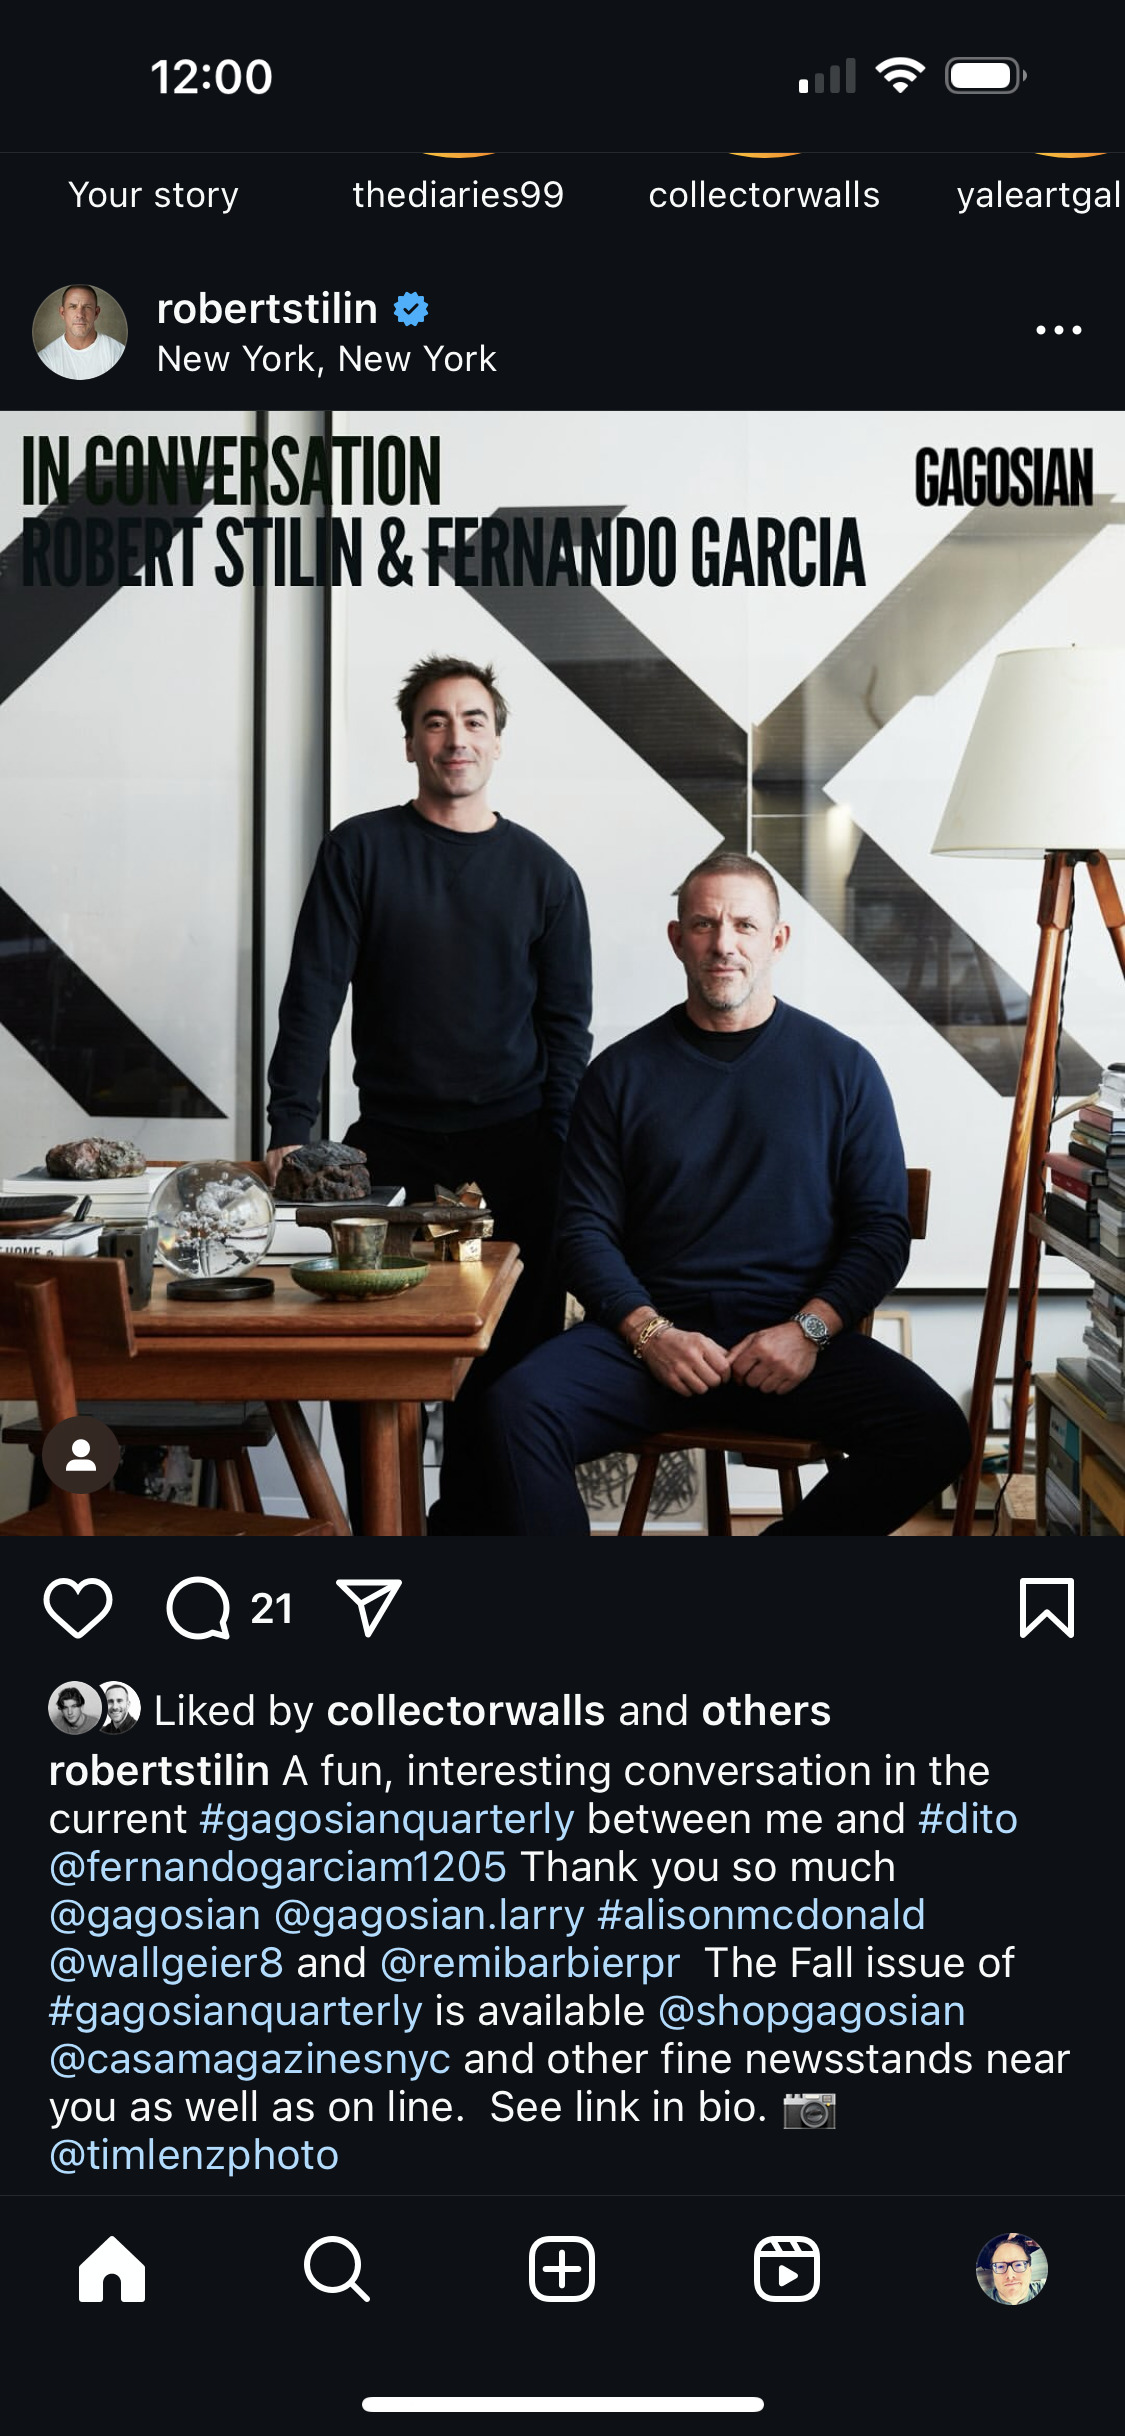 12:00
Your story thediaries99 collectorwalls yaleartgal
robertstilin
New York, New York
IN CONVERSATION GAGOSIAN
ROBERT STILIN & FERNANDO GARCIA
HOME
21
Liked by collectorwalls and others
robertstilin A fun, interesting conversation in the
current #gagosianquarterly between me and #dito
@fernandogarciam1205 Thank you so much
@gagosian @gagosian.larry #alisonmcdonald
@wallgeier8 and @remibarbierpr The Fall issue of
#gagosianquarterly is available @shopgagosian
@casamagazinesnyc and other fine newsstands near
you as well as on line. See link in bio. 📷
@timlenzphoto